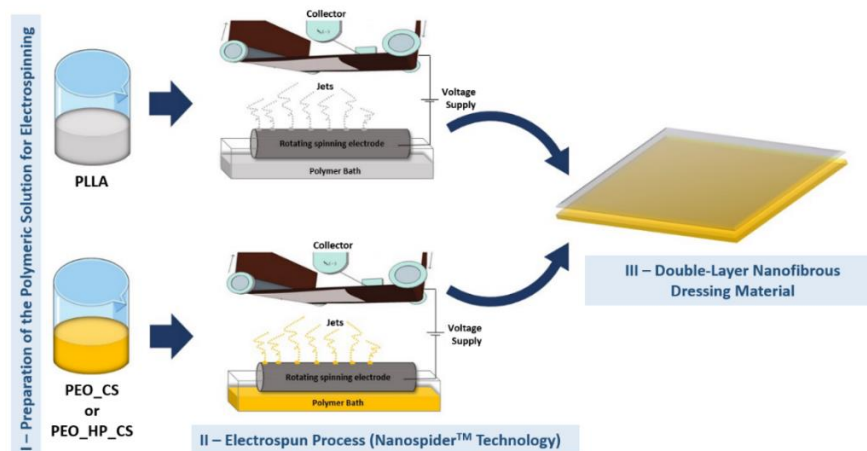 I – Preparation of the Polymeric Solution for Electrospinning
PLLA
Collector
Jets
Voltage
Supply
Rotating spinning electrode
Polymer Bath
PEO_CS
or
PEO_HP_CS
Collector
Jets
Voltage
Supply
Rotating spinning electrode
Polymer Bath
II – Electrospun Process (Nanospider™ Technology)
III – Double-Layer Nanofibrous
Dressing Material